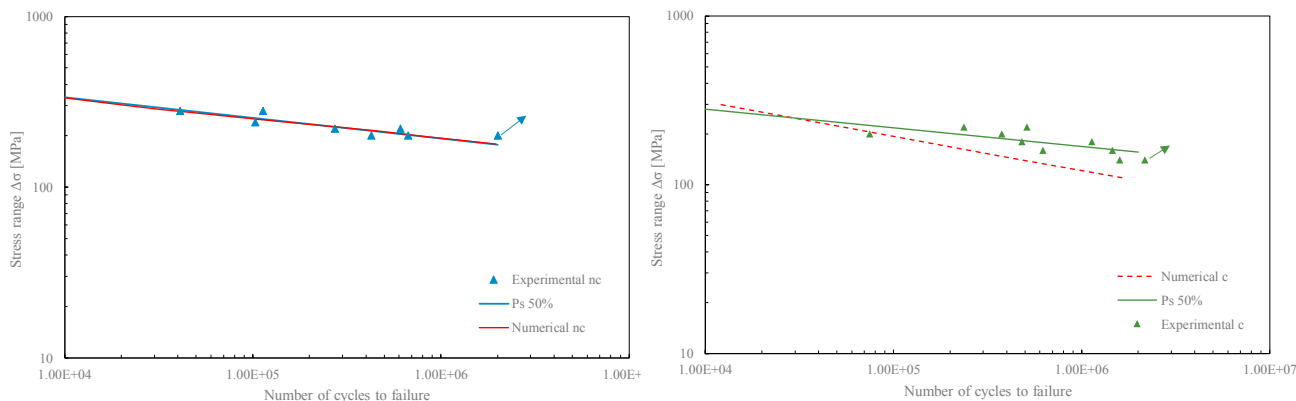 1000
100
10
Stress range Δσ [MPa]
Experimental nc
Ps 50%
Numerical nc
1.00E+04
1.00E+05
1.00E+06
1.00E+
Number of cycles to failure
1000
100
10
Stress range Δσ [MPa]
Numerical c
Ps 50%
Experimental c
1.00E+04
1.00E+05
1.00E+06
1.00E+07
Number of cycles to failure